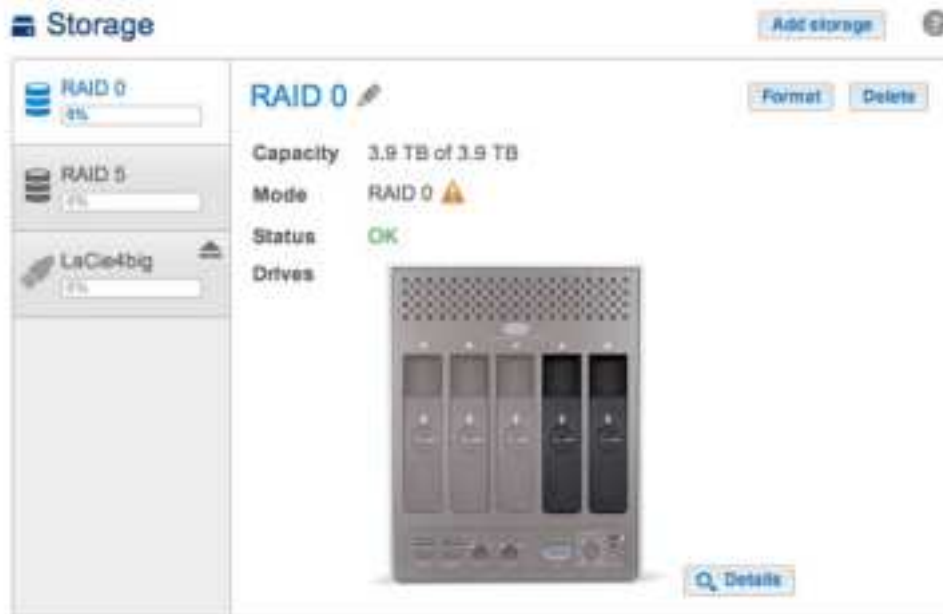 Storage
Add storage
RAID 0
RAID 5
LaCie4big
RAID 0
Format
Delete
Capacity 3.9 TB of 3.9 TB
Mode RAID 0
Status OK
Drives
Details